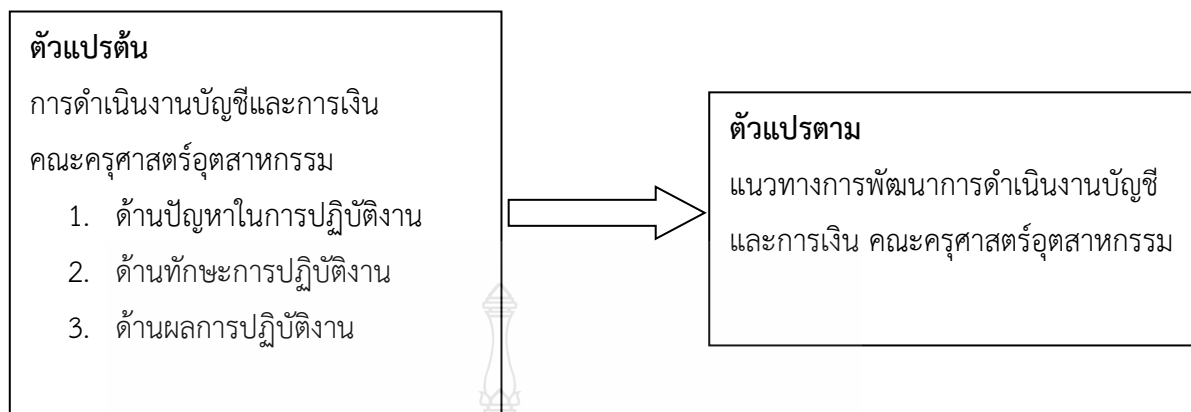 ตัวแปรต้น
การดำเนินงานบัญชีและการเงิน
คณะครุศาสตร์อุตสาหกรรม
1. ด้านปัญหาในการปฏิบัติงาน
2. ด้านทักษะการปฏิบัติงาน
3. ด้านผลการปฏิบัติงาน
ตัวแปรตาม
แนวทางการพัฒนาการดำเนินงานบัญชี
และการเงิน คณะครุศาสตร์อุตสาหกรรม